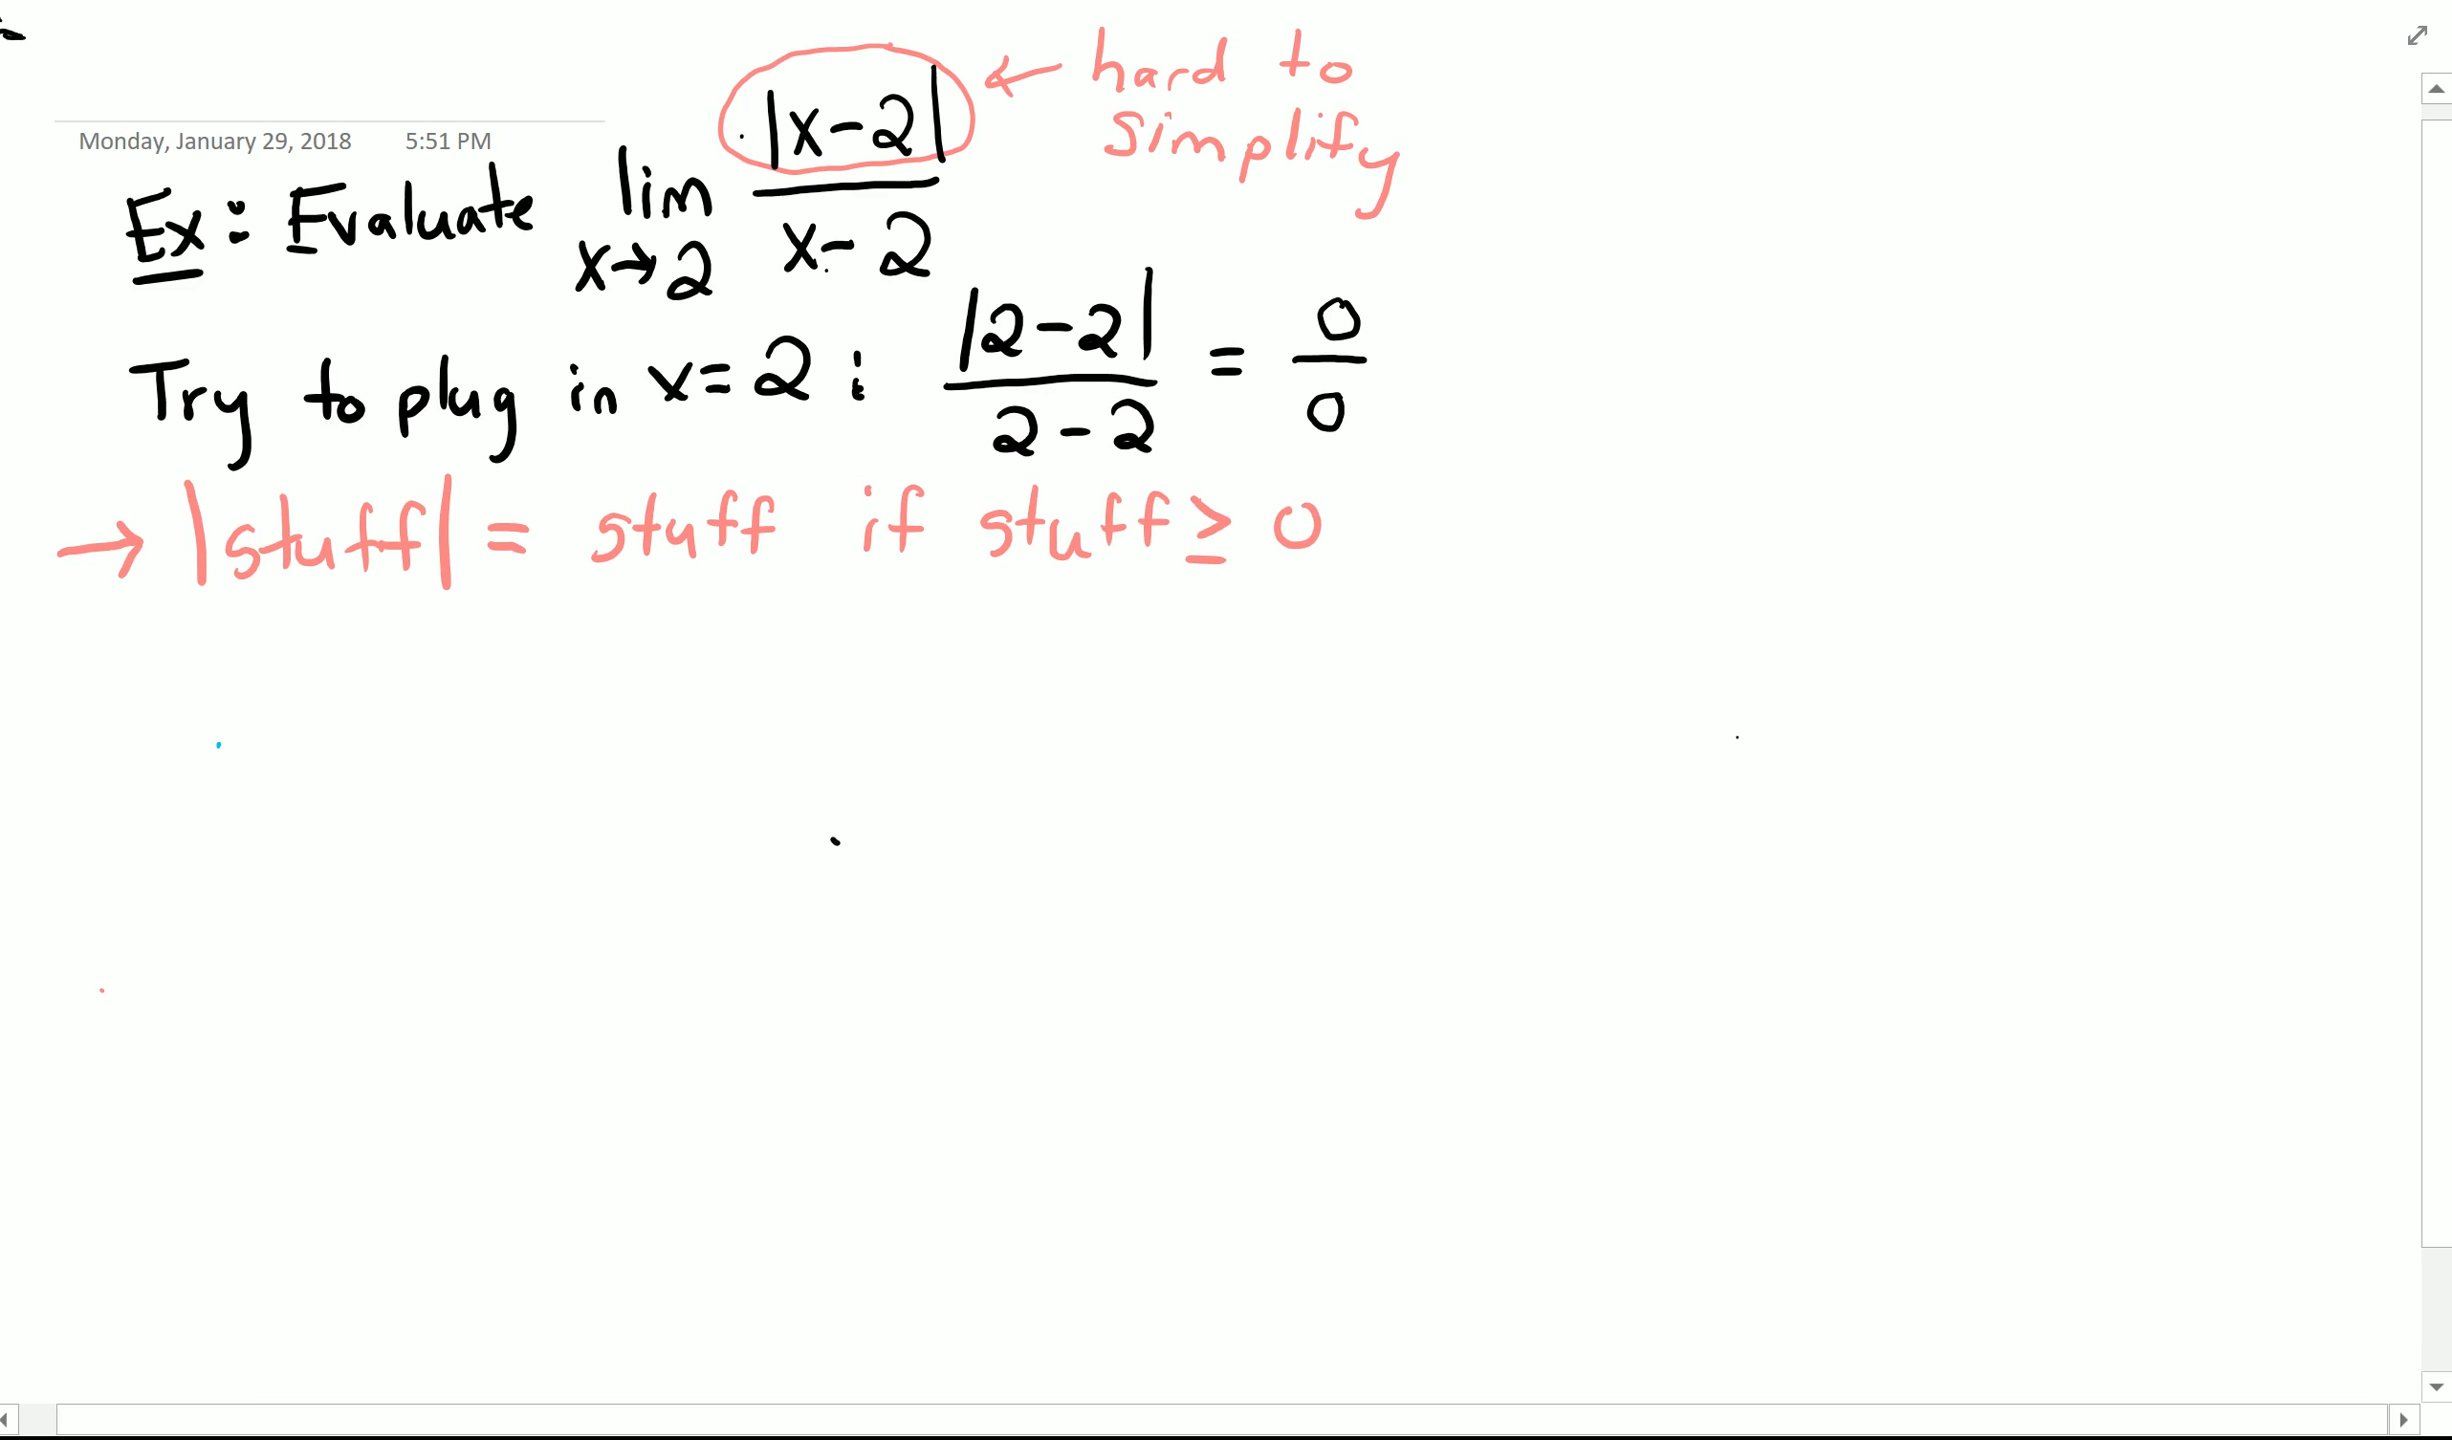 |x-2| ← hard to
simplify
Monday, January 29, 2018 5:51 PM
Ex: Evaluate lim x→2 |x-2| / x-2
Try to plug in x=2: |2-2| / 2-2 = 0/0
→ |stuff| = stuff if stuff ≥ 0